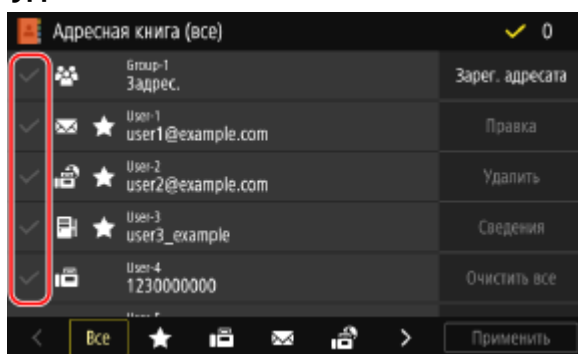 Адресная книга (все)
0
Group-1
3адрес.
Зарег. адресата
User-1
user1@example.com
Правка
User-2
user2@example.com
Удалить
User-3
user3_example
Сведения
User-4
1230000000
Очистить все
Все
Применить